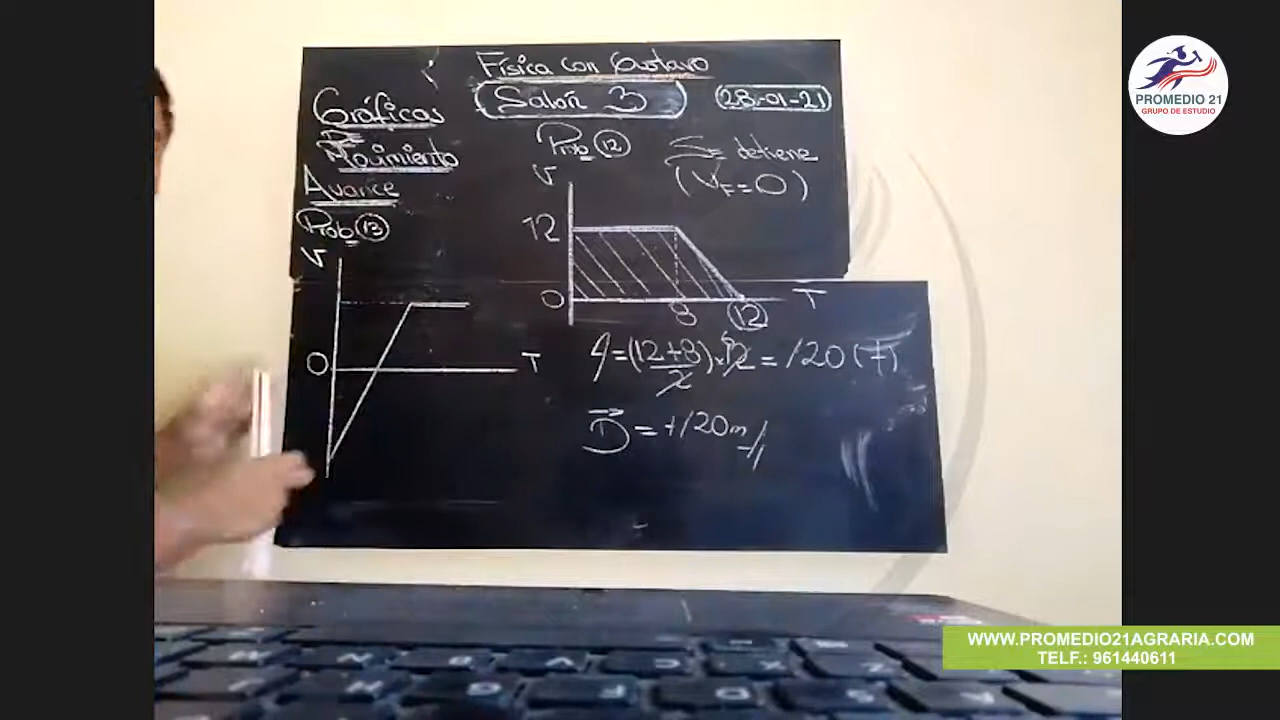 Física con Gustavo
Salón 3
(28-01-21)
Gráficas
De
Movimiento
Avance
Prob 13
V
O
T
Prob 12
Se detiene
(VF=0)
V
12
O
8
12
T
A=(12+8)/2 × 12 = 120 (+)
D = +120m//
PROMEDIO 21
GRUPO DE ESTUDIO
WWW.PROMEDIO21AGRARIA.COM
TELF.: 961440611